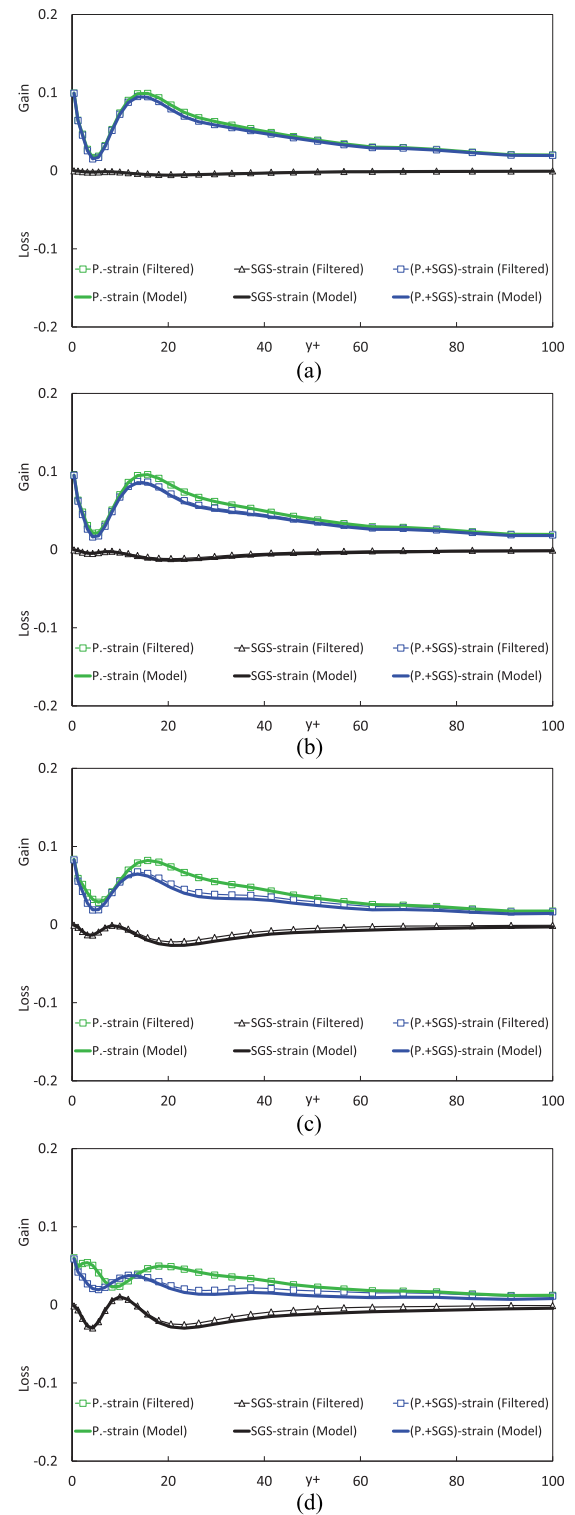 0.2
0.1
0
-0.1
-0.2
Gain
Loss
P.-strain (Filtered) SGS-strain (Filtered) (P.+SGS)-strain (Filtered)
P.-strain (Model) SGS-strain (Model) (P.+SGS)-strain (Model)
0 20 40 y+ 60 80 100
(a)
0.2
0.1
0
-0.1
-0.2
Gain
Loss
P.-strain (Filtered) SGS-strain (Filtered) (P.+SGS)-strain (Filtered)
P.-strain (Model) SGS-strain (Model) (P.+SGS)-strain (Model)
0 20 40 y+ 60 80 100
(b)
0.2
0.1
0
-0.1
-0.2
Gain
Loss
P.-strain (Filtered) SGS-strain (Filtered) (P.+SGS)-strain (Filtered)
P.-strain (Model) SGS-strain (Model) (P.+SGS)-strain (Model)
0 20 40 y+ 60 80 100
(c)
0.2
0.1
0
-0.1
-0.2
Gain
Loss
P.-strain (Filtered) SGS-strain (Filtered) (P.+SGS)-strain (Filtered)
P.-strain (Model) SGS-strain (Model) (P.+SGS)-strain (Model)
0 20 40 y+ 60 80 100
(d)